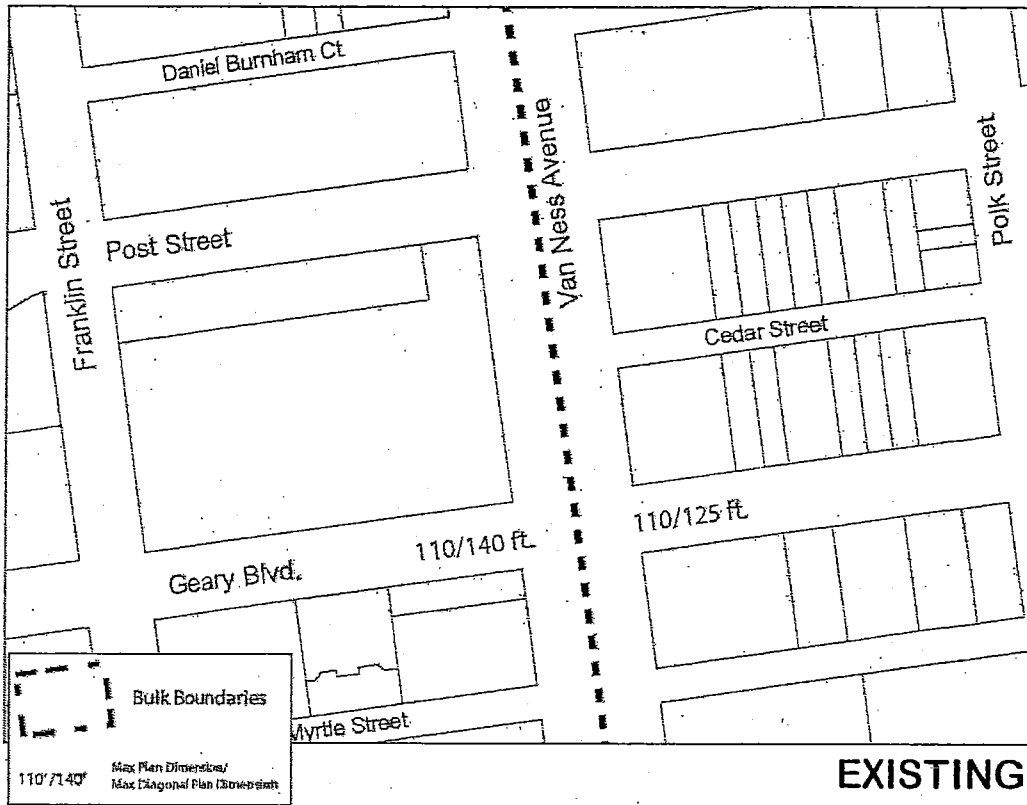 Daniel Burnham Ct
Franklin Street
Post Street
Van Ness Avenue
Polk Street
Cedar Street
110/125 ft.
110/140 ft.
Geary Blvd.
Myrtle Street
Bulk Boundaries
110'/140'
Max Plan Dimension/
Max Diagonal Plan Dimension
EXISTING